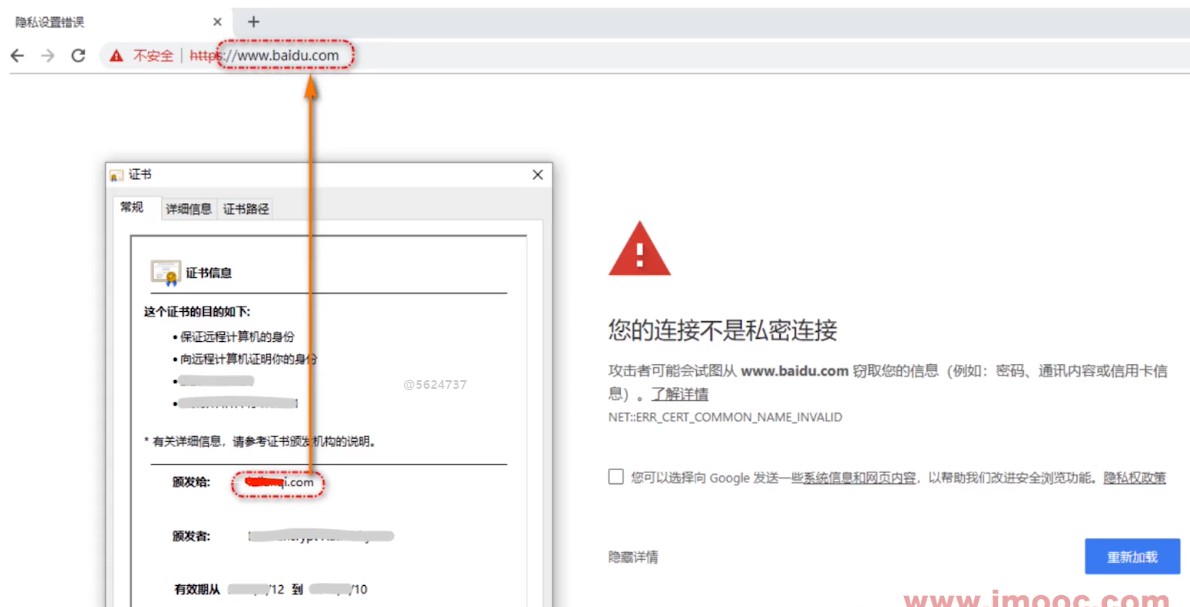 隐私设置错误
不安全 https://www.baidu.com
证书
常规 详细信息 证书路径
证书信息
这个证书的目的如下:
• 保证远程计算机的身份
• 向远程计算机证明你的身份
@5624737
* 有关详细信息，请参考证书颁发机构的说明。
颁发给: qi.com
颁发者:
有效期从 /12 到 /10
您的连接不是私密连接
攻击者可能会试图从 www.baidu.com 窃取您的信息（例如：密码、通讯内容或信用卡信
息）。了解详情
NET::ERR_CERT_COMMON_NAME_INVALID
您可以选择向 Google 发送一些系统信息和网页内容，以帮助我们改进安全浏览功能。隐私权政策
隐藏详情
重新加载
www.imooc.com